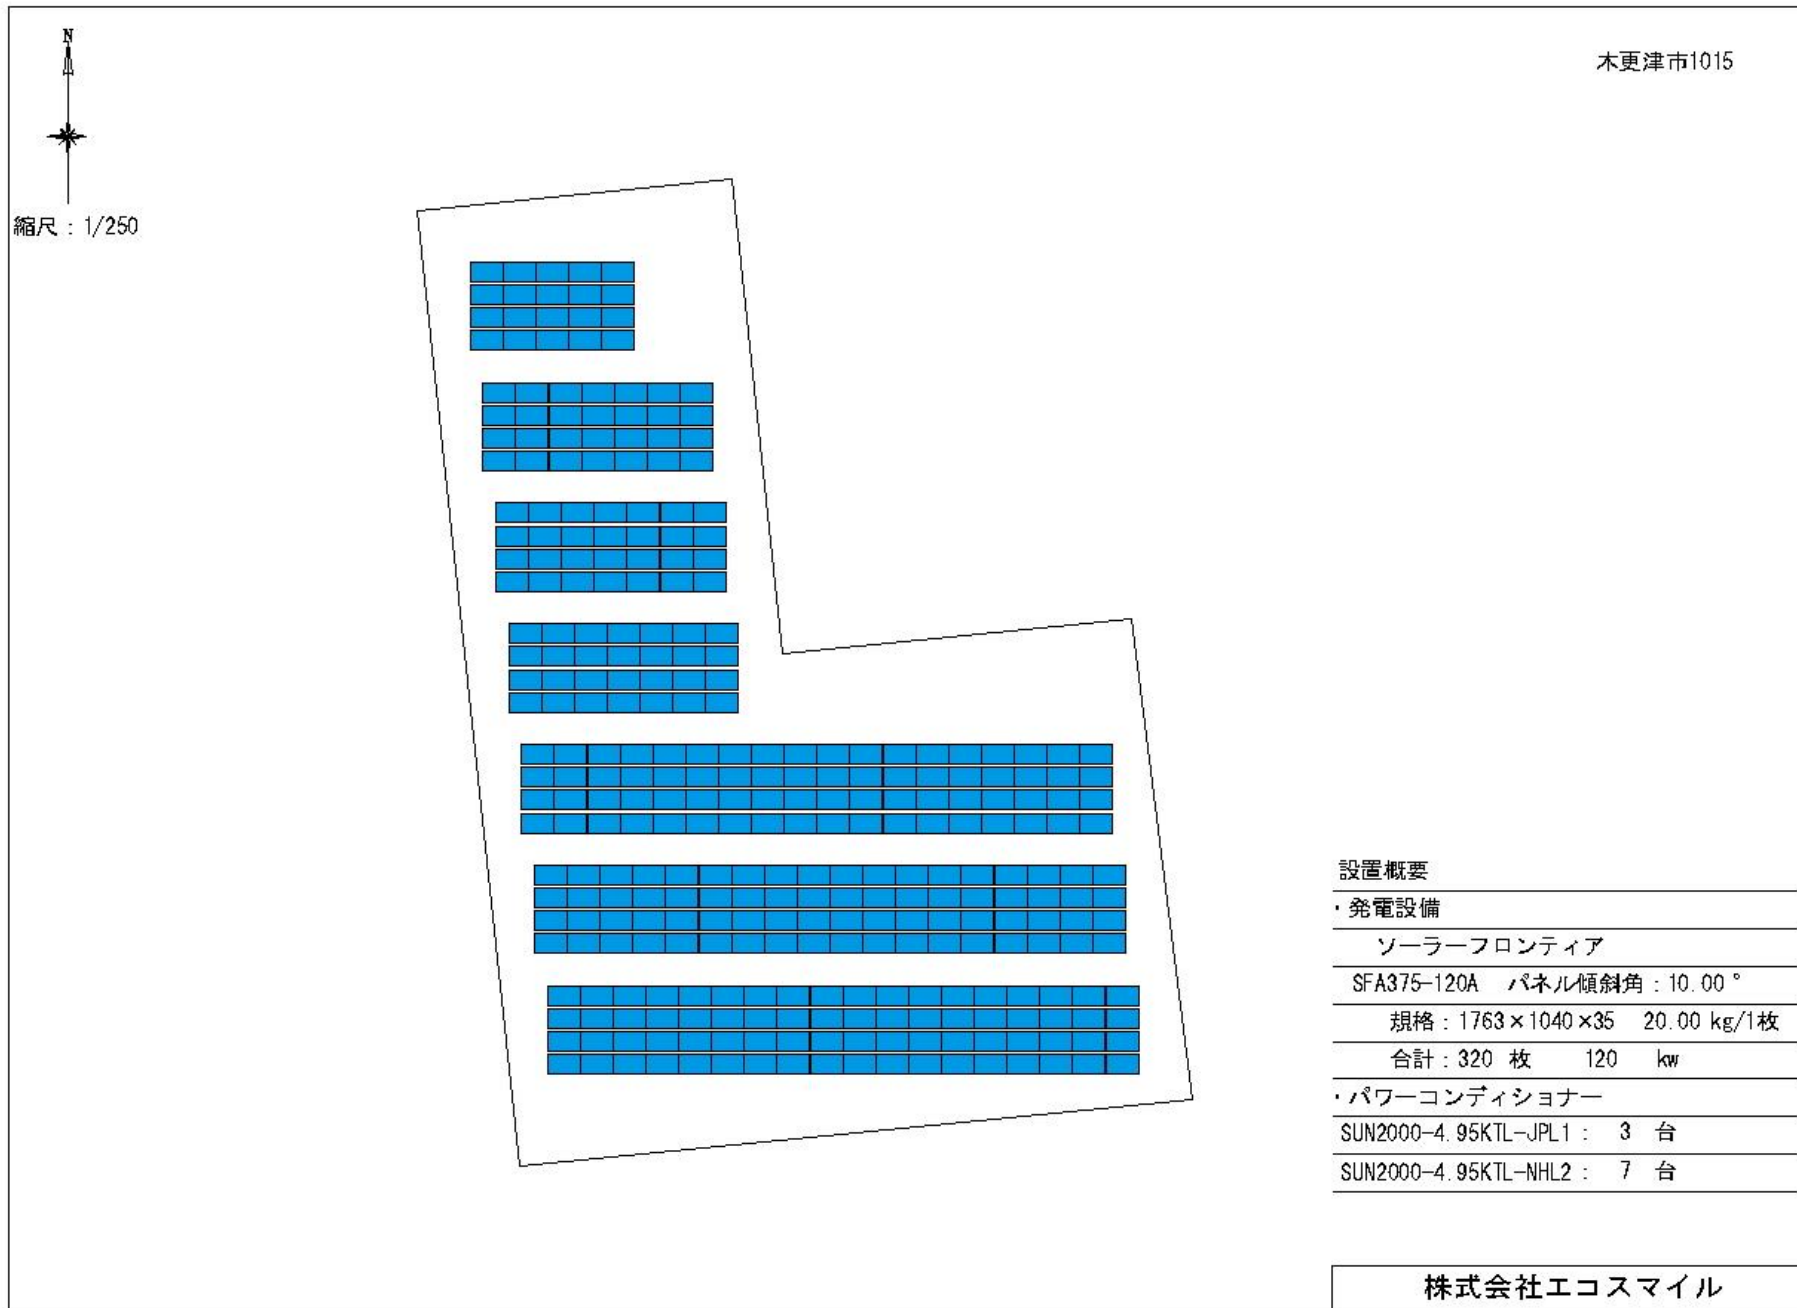 N
木更津市1015
縮尺：1/250
設置概要
・発電設備
ソーラーフロンティア
SFA375-120A パネル傾斜角：10.00°
規格：1763×1040×35 20.00 kg/1枚
合計：320 枚 120 kw
・パワーコンディショナー
SUN2000-4.95KTL-JPL1： 3 台
SUN2000-4.95KTL-NHL2： 7 台
株式会社エコスマイル